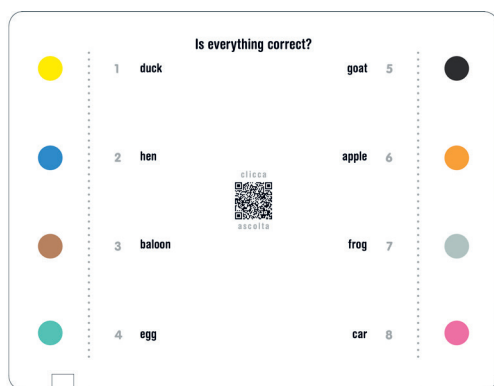 Is everything correct?
1 duck
2 hen
3 baloon
4 egg
clicca
ascolta
goat 5
apple 6
frog 7
car 8